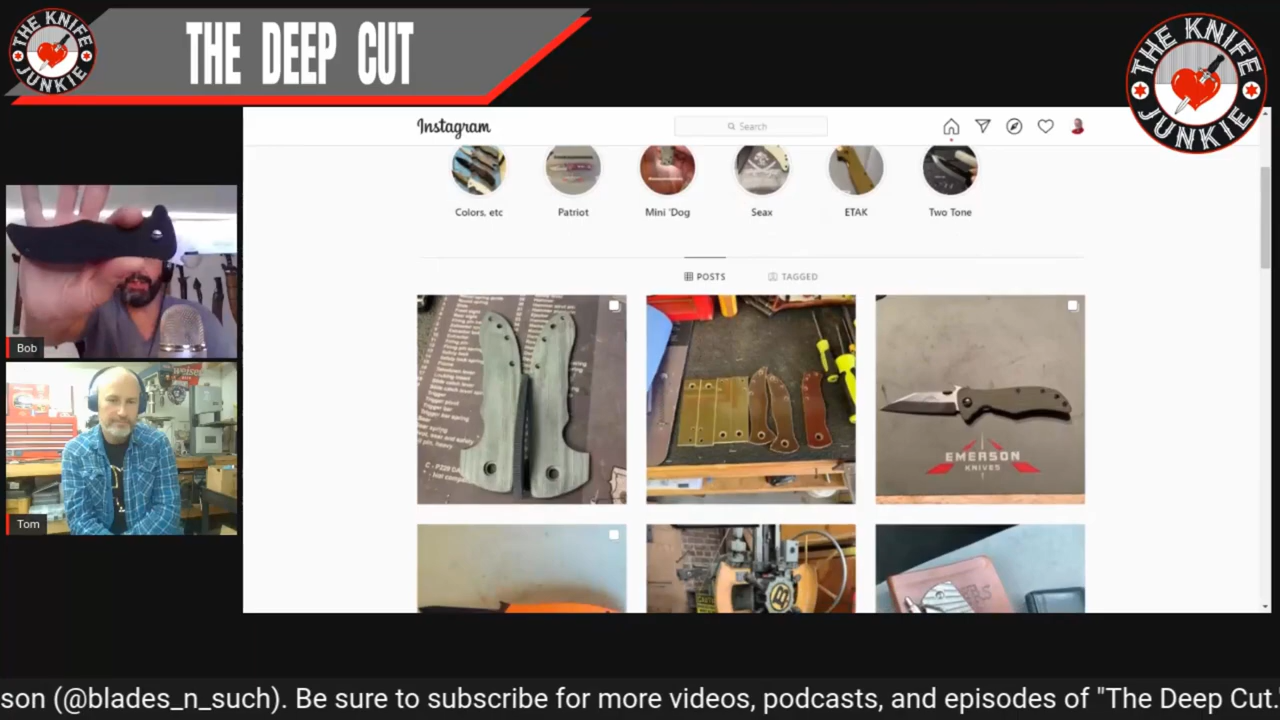 THE KNIFE
JUNKIE
THE DEEP CUT
THE KNIFE
JUNKIE
Instagram
Search
Colors, etc
Patriot
Mini 'Dog
Seax
ETAK
Two Tone
POSTS
TAGGED
EMERSON
KNIVES
Bob
Tom
son (@blades_n_such). Be sure to subscribe for more videos, podcasts, and episodes of "The Deep Cut.